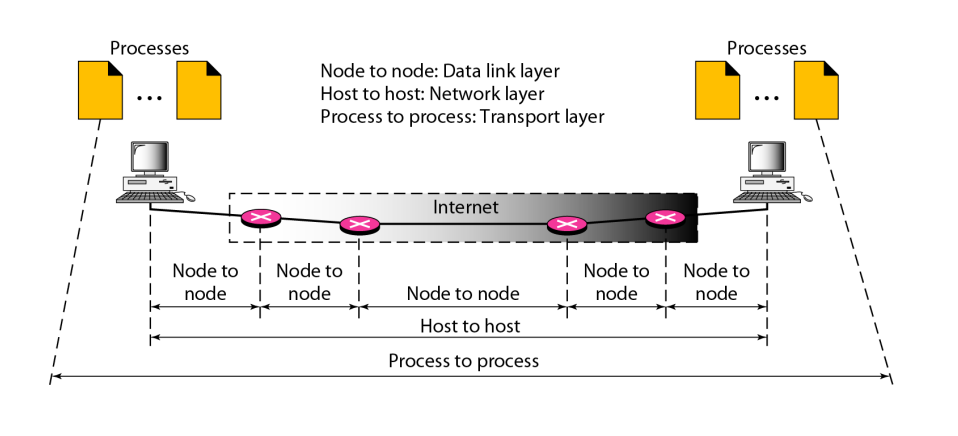 Processes
Processes
...
...
Node to node: Data link layer
Host to host: Network layer
Process to process: Transport layer
Internet
Node to
node
Node to
node
Node to node
Node to
node
Node to
node
Host to host
Process to process